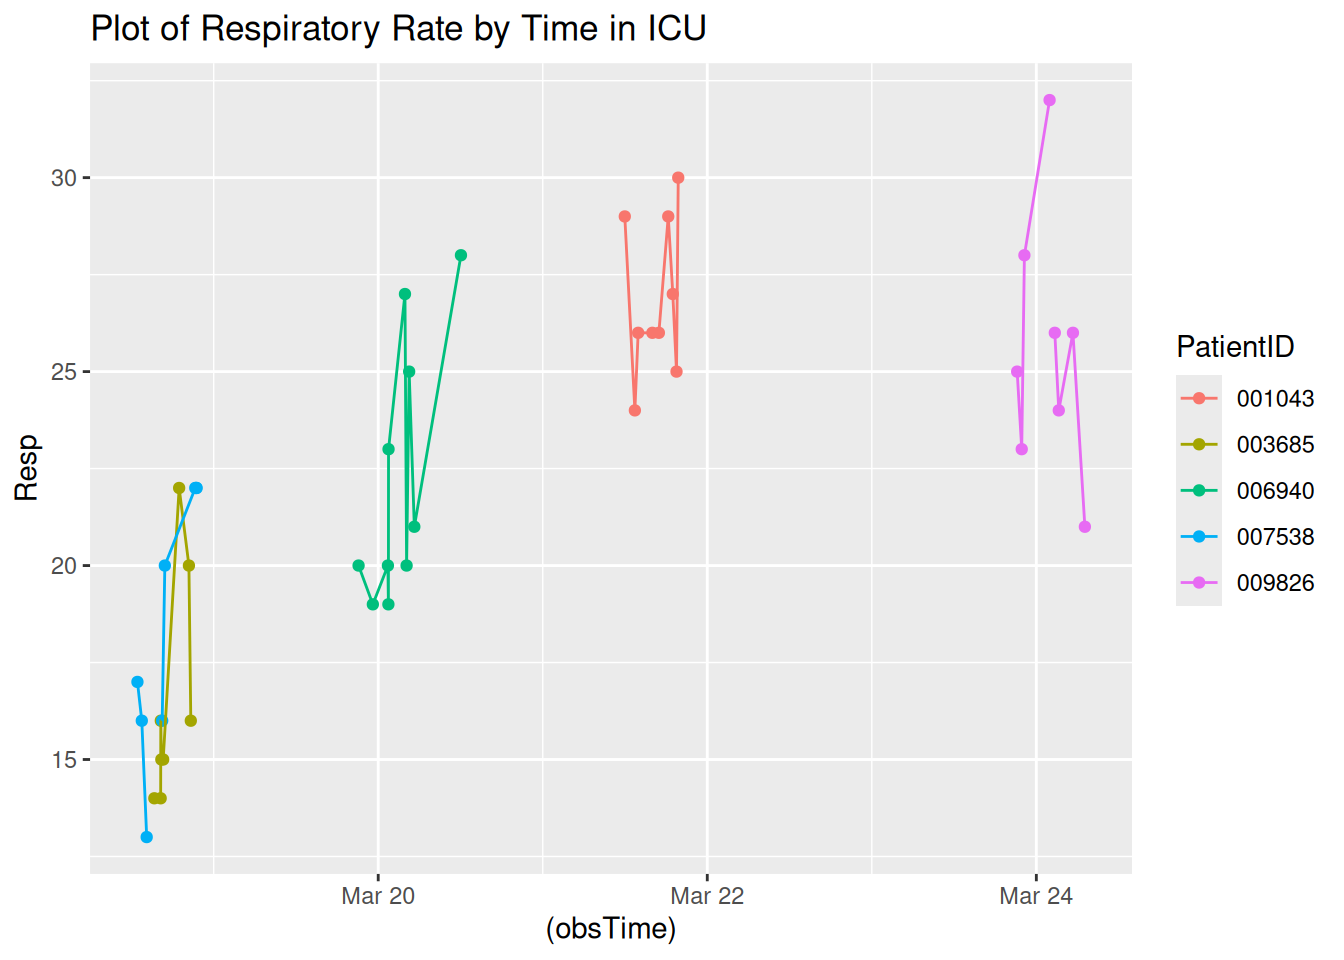 Plot of Respiratory Rate by Time in ICU
30
25
20
15
Resp
Mar 20
Mar 22
Mar 24
(obsTime)
PatientID
001043
003685
006940
007538
009826